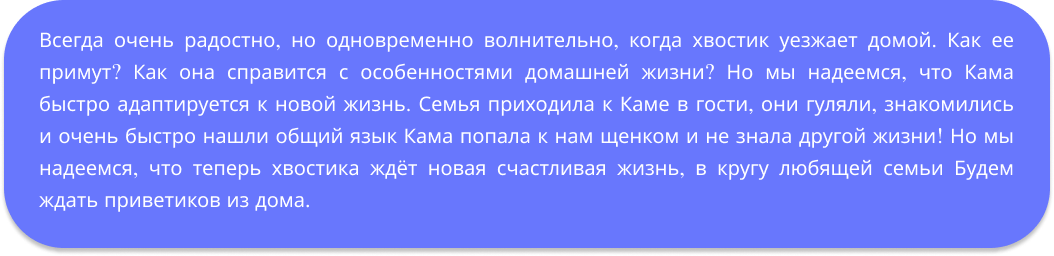 Всегда очень радостно, но одновременно волнительно, когда хвостик уезжает домой. Как ее
примут? Как она справится с особенностями домашней жизни? Но мы надеемся, что Кама
быстро адаптируется к новой жизнь. Семья приходила к Каме в гости, они гуляли, знакомились
и очень быстро нашли общий язык Кама попала к нам щенком и не знала другой жизни! Но мы
надеемся, что теперь хвостика ждёт новая счастливая жизнь, в кругу любящей семьи Будем
ждать приветиков из дома.